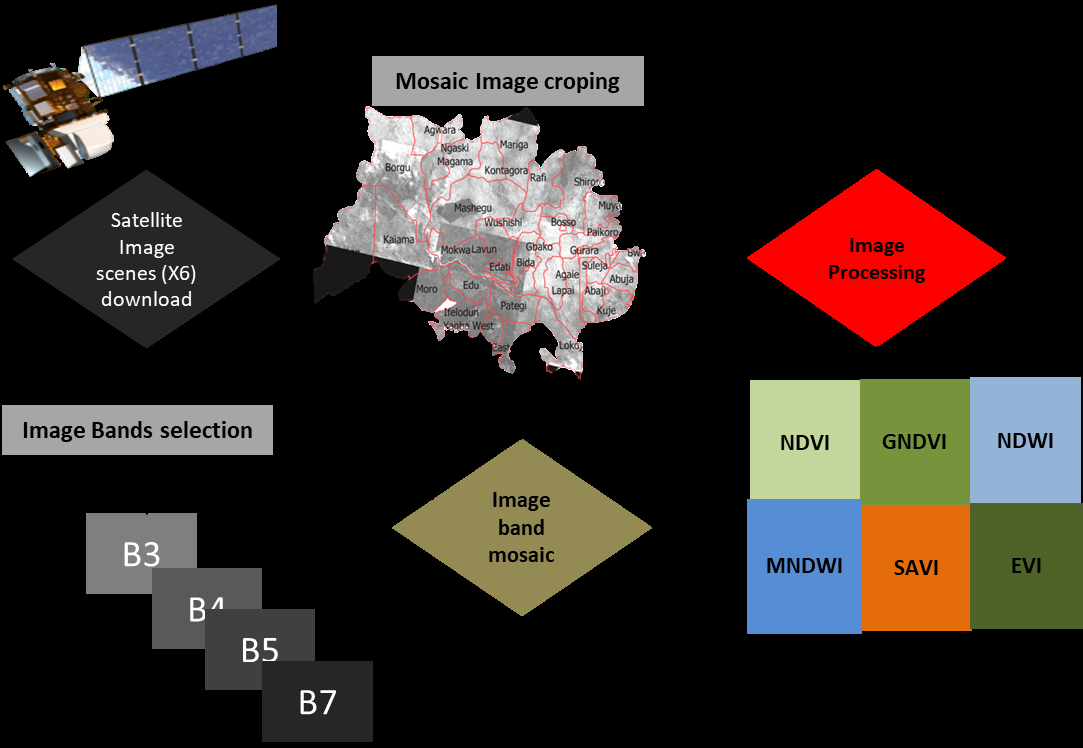 Mosaic Image croping
Agwara
Ngaski
Magama
Mariga
Borgu
Kontagora
Rafi
Shiror
Mashegu
Muya
Wushishi
Bosso
Paikoro
Kaiama
Mokwa
Lavun
Gbako
Gurara
Bwa
Edati
Bida
Suleja
Agaie
Abuja
Moro
Edu
Lapai
Abaji
Pategi
Kuje
Ifelodun
Yagba West
East
Loko
Satellite
Image
scenes (X6)
download
Image
Processing
Image Bands selection
B3
B4
B5
B7
Image
band
mosaic
NDVI
GNDVI
NDWI
MNDWI
SAVI
EVI